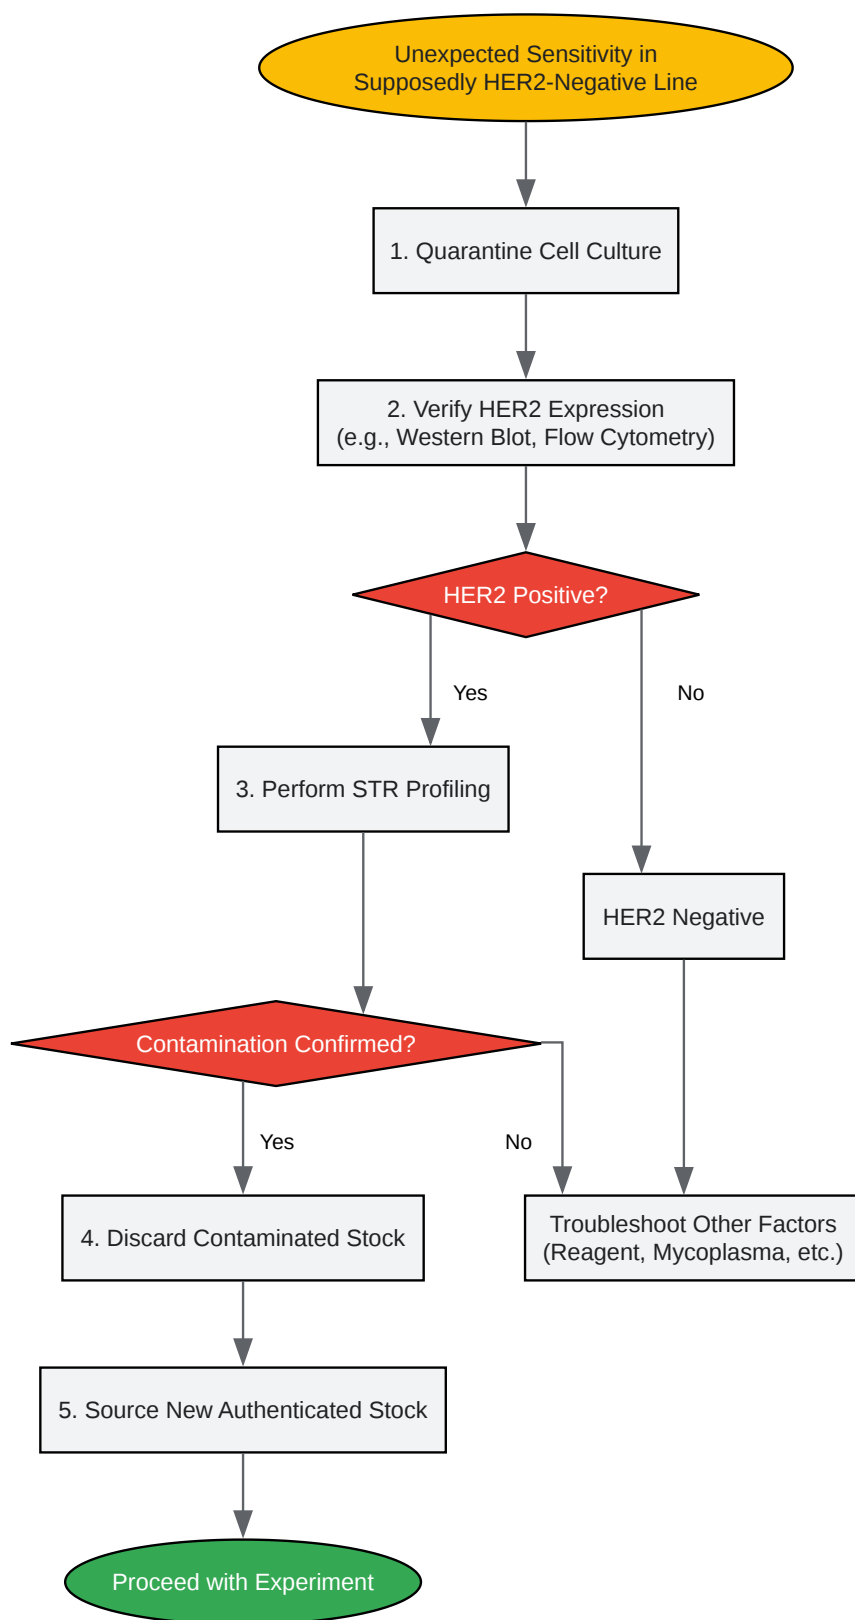 Unexpected Sensitivity in
Supposedly HER2-Negative Line
1. Quarantine Cell Culture
2. Verify HER2 Expression
(e.g., Western Blot, Flow Cytometry)
HER2 Positive?
Yes
No
3. Perform STR Profiling
HER2 Negative
Contamination Confirmed?
Yes
No
4. Discard Contaminated Stock
Troubleshoot Other Factors
(Reagent, Mycoplasma, etc.)
5. Source New Authenticated Stock
Proceed with Experiment